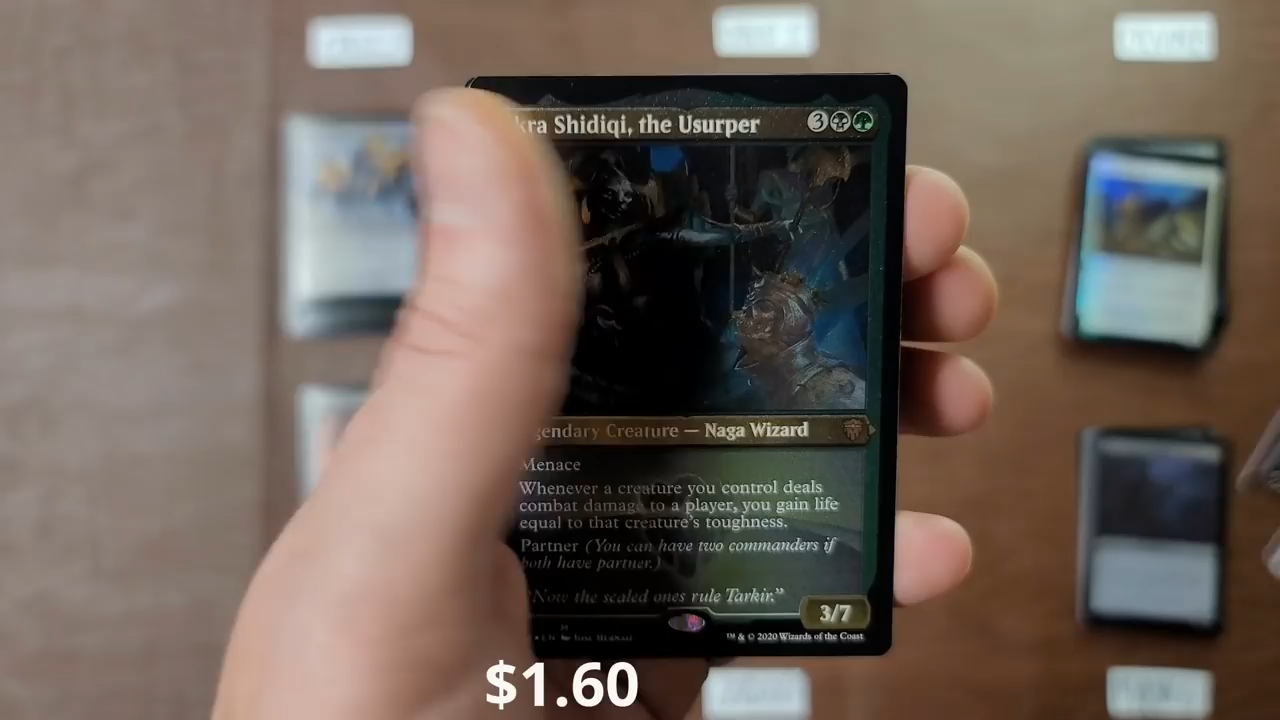 kra Shidiqi, the Usurper 3
gendary Creature — Naga Wizard
Menace
Whenever a creature you control deals
combat damage to a player, you gain life
equal to that creature's toughness.
Partner (You can have two commanders if
both have partner.)
"Now the scaled ones rule Tarkir."
3/7
™ & © 2020 Wizards of the Coast
$1.60